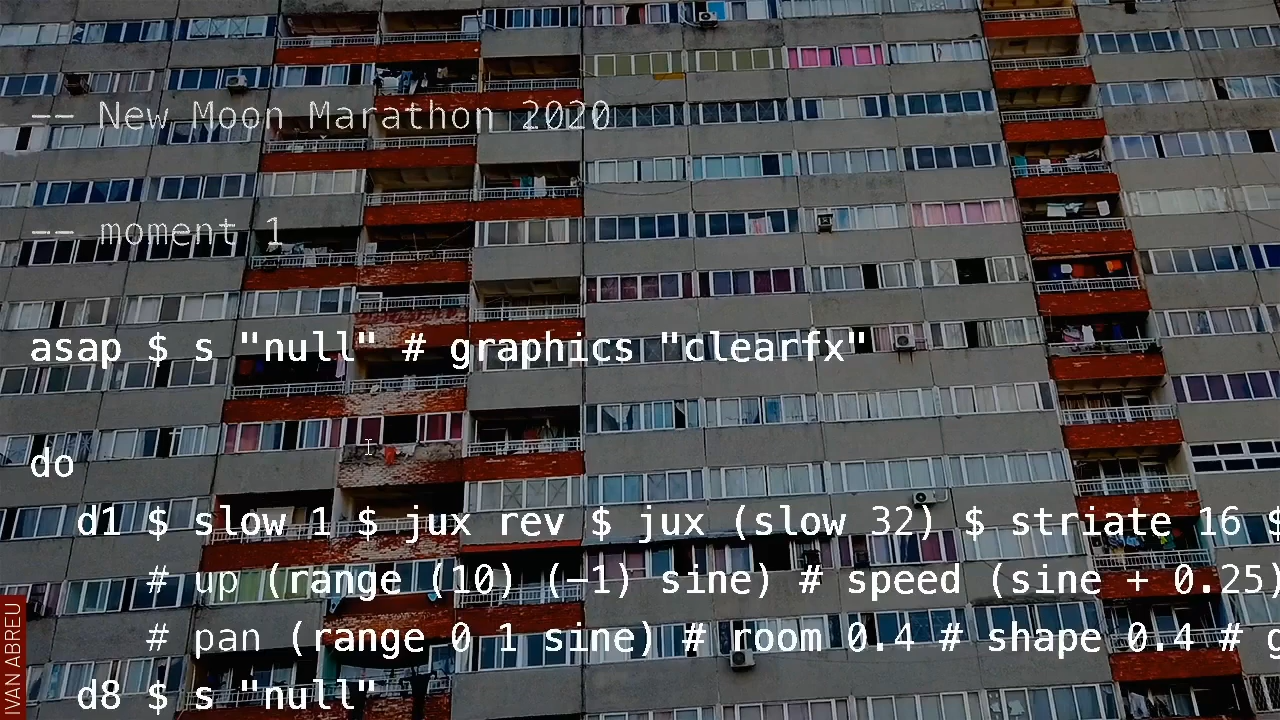 -- New Moon Marathon 2020
-- moment 1
asap $ s "null" # graphics "clearfx"
do
d1 $ slow 1 $ jux rev $ jux (slow 32) $ striate 16 $
# up (range (10) (-1) sine) # speed (sine + 0.25)
# pan (range 0 1 sine) # room 0.4 # shape 0.4 # g
d8 $ s "null"
IVAN ABREU